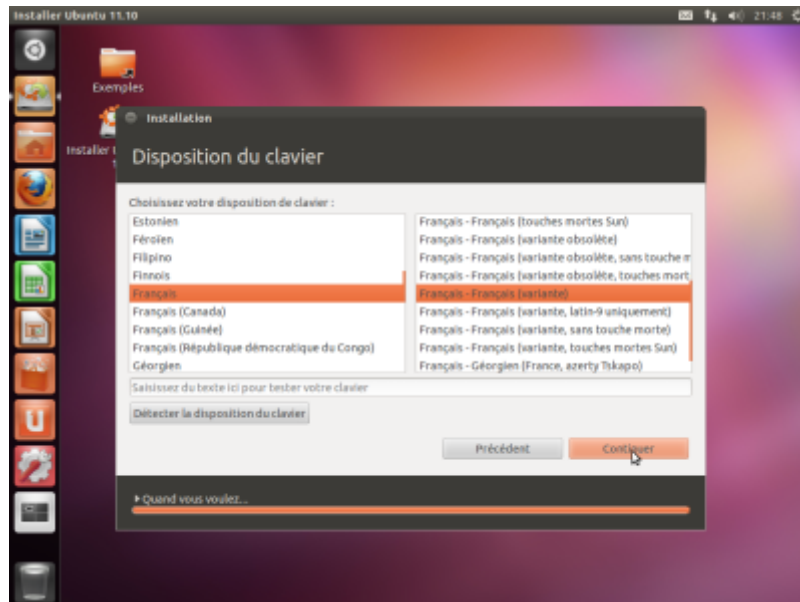 Installer Ubuntu 11.10
21:48
Exemples
Installer
Installation
Disposition du clavier
Choisissez votre disposition de clavier :
Estonien
Féroïen
Filipino
Finnois
Français
Français (Canada)
Français (Guinée)
Français (République démocratique du Congo)
Géorgien
Français - Français (touches mortes Sun)
Français - Français (variante obsolète)
Français - Français (variante obsolète, sans touche m
Français - Français (variante obsolète, touches mort
Français - Français (variante)
Français - Français (variante, latin-9 uniquement)
Français - Français (variante, sans touche morte)
Français - Français (variante, touches mortes Sun)
Français - Géorgien (France, azerty Tskapo)
Saisissez du texte ici pour tester votre clavier
Détecter la disposition du clavier
Précédent
Continuer
Quand vous voulez...